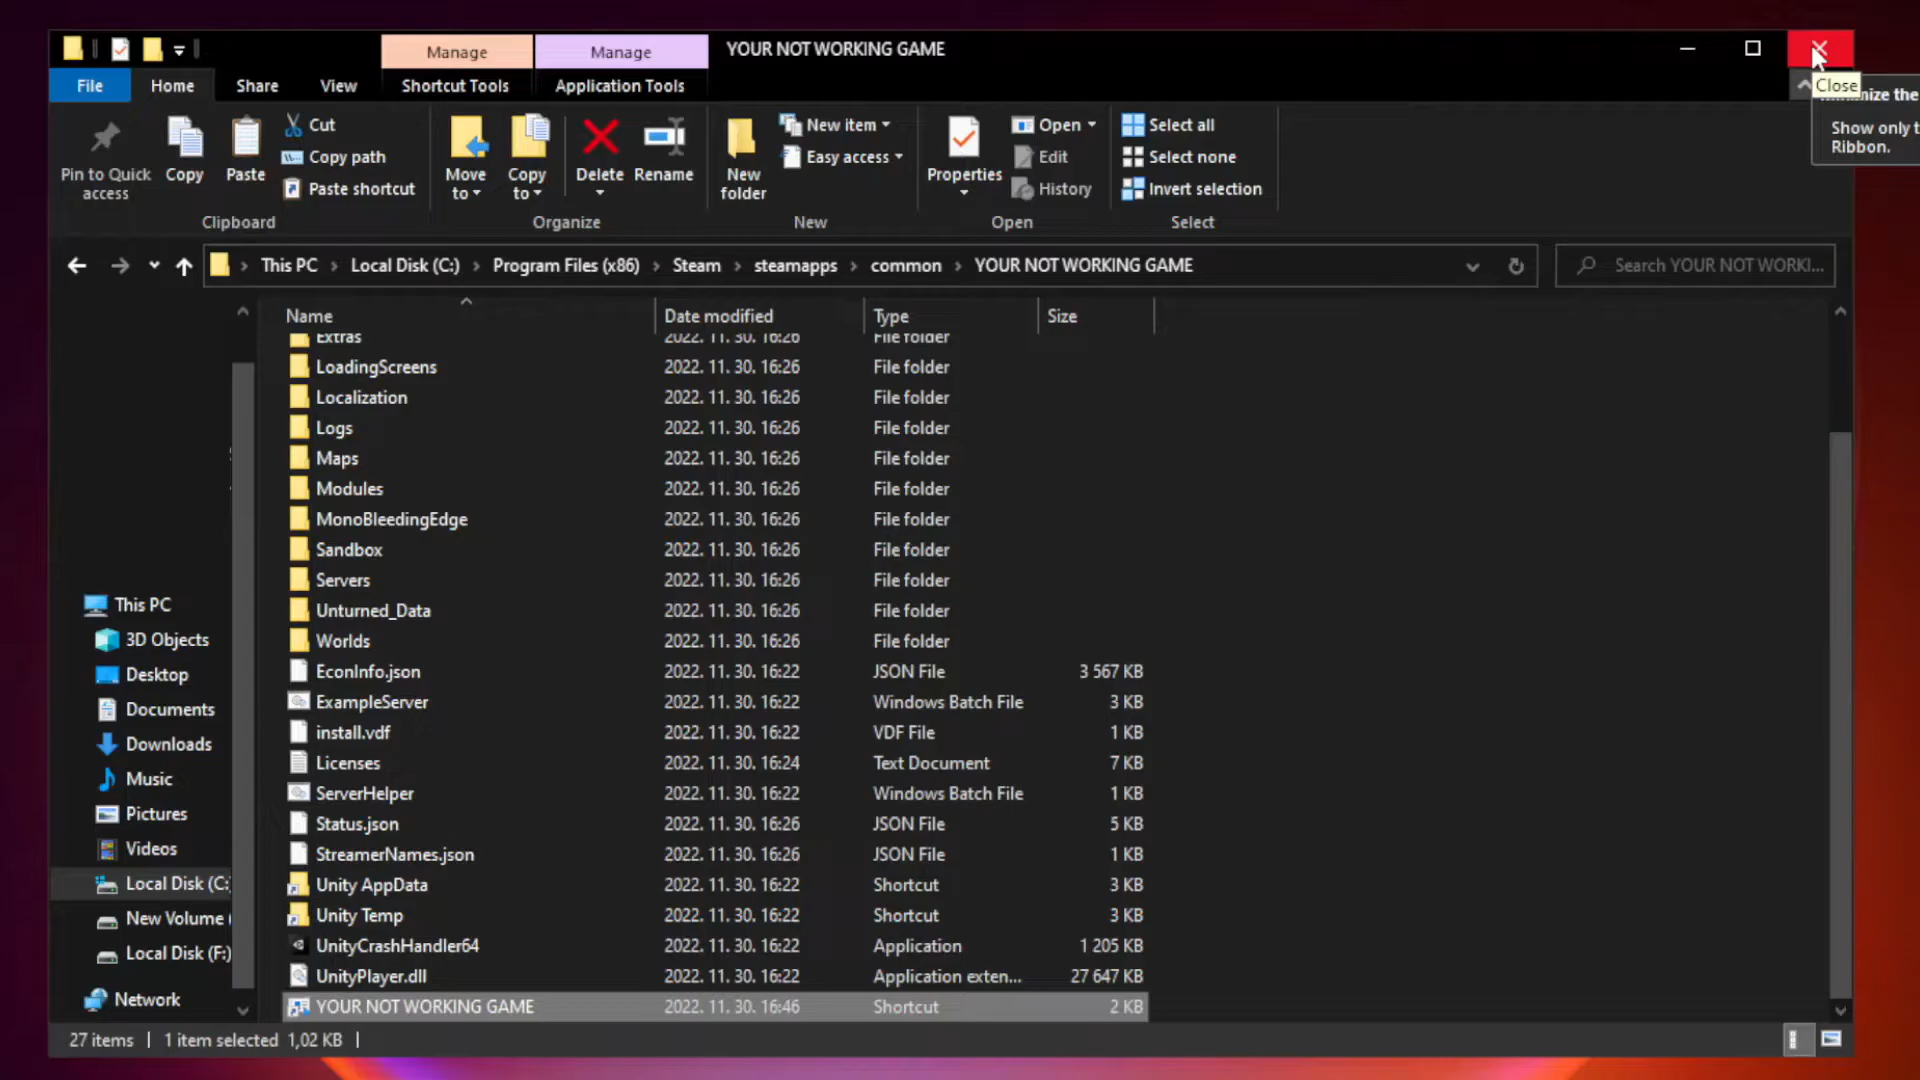 Manage
Manage
YOUR NOT WORKING GAME
File
Home
Share
View
Shortcut Tools
Application Tools
Close
the
Show only
Ribbon.
Pin to Quick
access
Copy
Paste
Cut
Copy path
Paste shortcut
Clipboard
Move
to
Copy
to
Delete
Rename
Organize
New
folder
New item
Easy access
New
Properties
Open
Edit
History
Open
Select all
Select none
Invert selection
Select
This PC
Local Disk (C:)
Program Files (x86)
Steam
steamapps
common
YOUR NOT WORKING GAME
Search YOUR NOT WORKI...
Name Date modified Type Size
Extras 2022. 11. 30. 16:26 File folder
LoadingScreens 2022. 11. 30. 16:26 File folder
Localization 2022. 11. 30. 16:26 File folder
Logs 2022. 11. 30. 16:26 File folder
Maps 2022. 11. 30. 16:26 File folder
Modules 2022. 11. 30. 16:26 File folder
MonoBleedingEdge 2022. 11. 30. 16:26 File folder
Sandbox 2022. 11. 30. 16:26 File folder
Servers 2022. 11. 30. 16:26 File folder
Unturned_Data 2022. 11. 30. 16:26 File folder
Worlds 2022. 11. 30. 16:26 File folder
EconInfo.json 2022. 11. 30. 16:22 JSON File 3 567 KB
ExampleServer 2022. 11. 30. 16:22 Windows Batch File 3 KB
install.vdf 2022. 11. 30. 16:22 VDF File 1 KB
Licenses 2022. 11. 30. 16:24 Text Document 7 KB
ServerHelper 2022. 11. 30. 16:22 Windows Batch File 1 KB
Status.json 2022. 11. 30. 16:26 JSON File 5 KB
StreamerNames.json 2022. 11. 30. 16:26 JSON File 1 KB
Unity AppData 2022. 11. 30. 16:22 Shortcut 3 KB
Unity Temp 2022. 11. 30. 16:22 Shortcut 3 KB
UnityCrashHandler64 2022. 11. 30. 16:22 Application 1 205 KB
UnityPlayer.dll 2022. 11. 30. 16:22 Application exten... 27 647 KB
YOUR NOT WORKING GAME 2022. 11. 30. 16:46 Shortcut 2 KB
This PC
3D Objects
Desktop
Documents
Downloads
Music
Pictures
Videos
Local Disk (C:
New Volume (
Local Disk (F:)
Network
27 items
1 item selected 1,02 KB